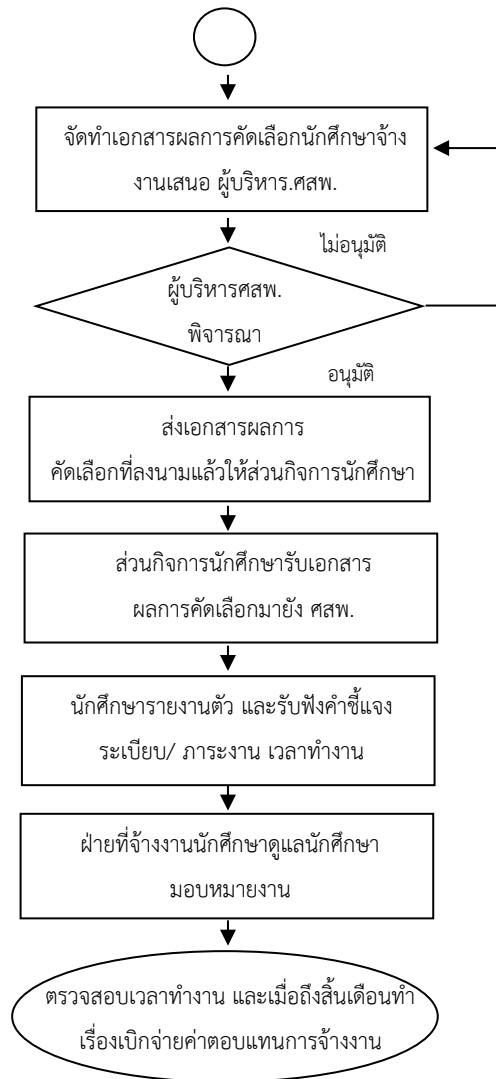 จัดทำเอกสารผลการคัดเลือกนักศึกษาจ้าง
งานเสนอ ผู้บริหาร.ศสพ.
ไม่อนุมัติ
ผู้บริหารศสพ.
พิจารณา
อนุมัติ
ส่งเอกสารผลการ
คัดเลือกที่ลงนามแล้วให้ส่วนกิจการนักศึกษา
ส่วนกิจการนักศึกษารับเอกสาร
ผลการคัดเลือกมายัง ศสพ.
นักศึกษารายงานตัว และรับฟังคำชี้แจง
ระเบียบ/ ภาระงาน เวลาทำงาน
ฝ่ายที่จ้างงานนักศึกษาดูแลนักศึกษา
มอบหมายงาน
ตรวจสอบเวลาทำงาน และเมื่อถึงสิ้นเดือนทำ
เรื่องเบิกจ่ายค่าตอบแทนการจ้างงาน